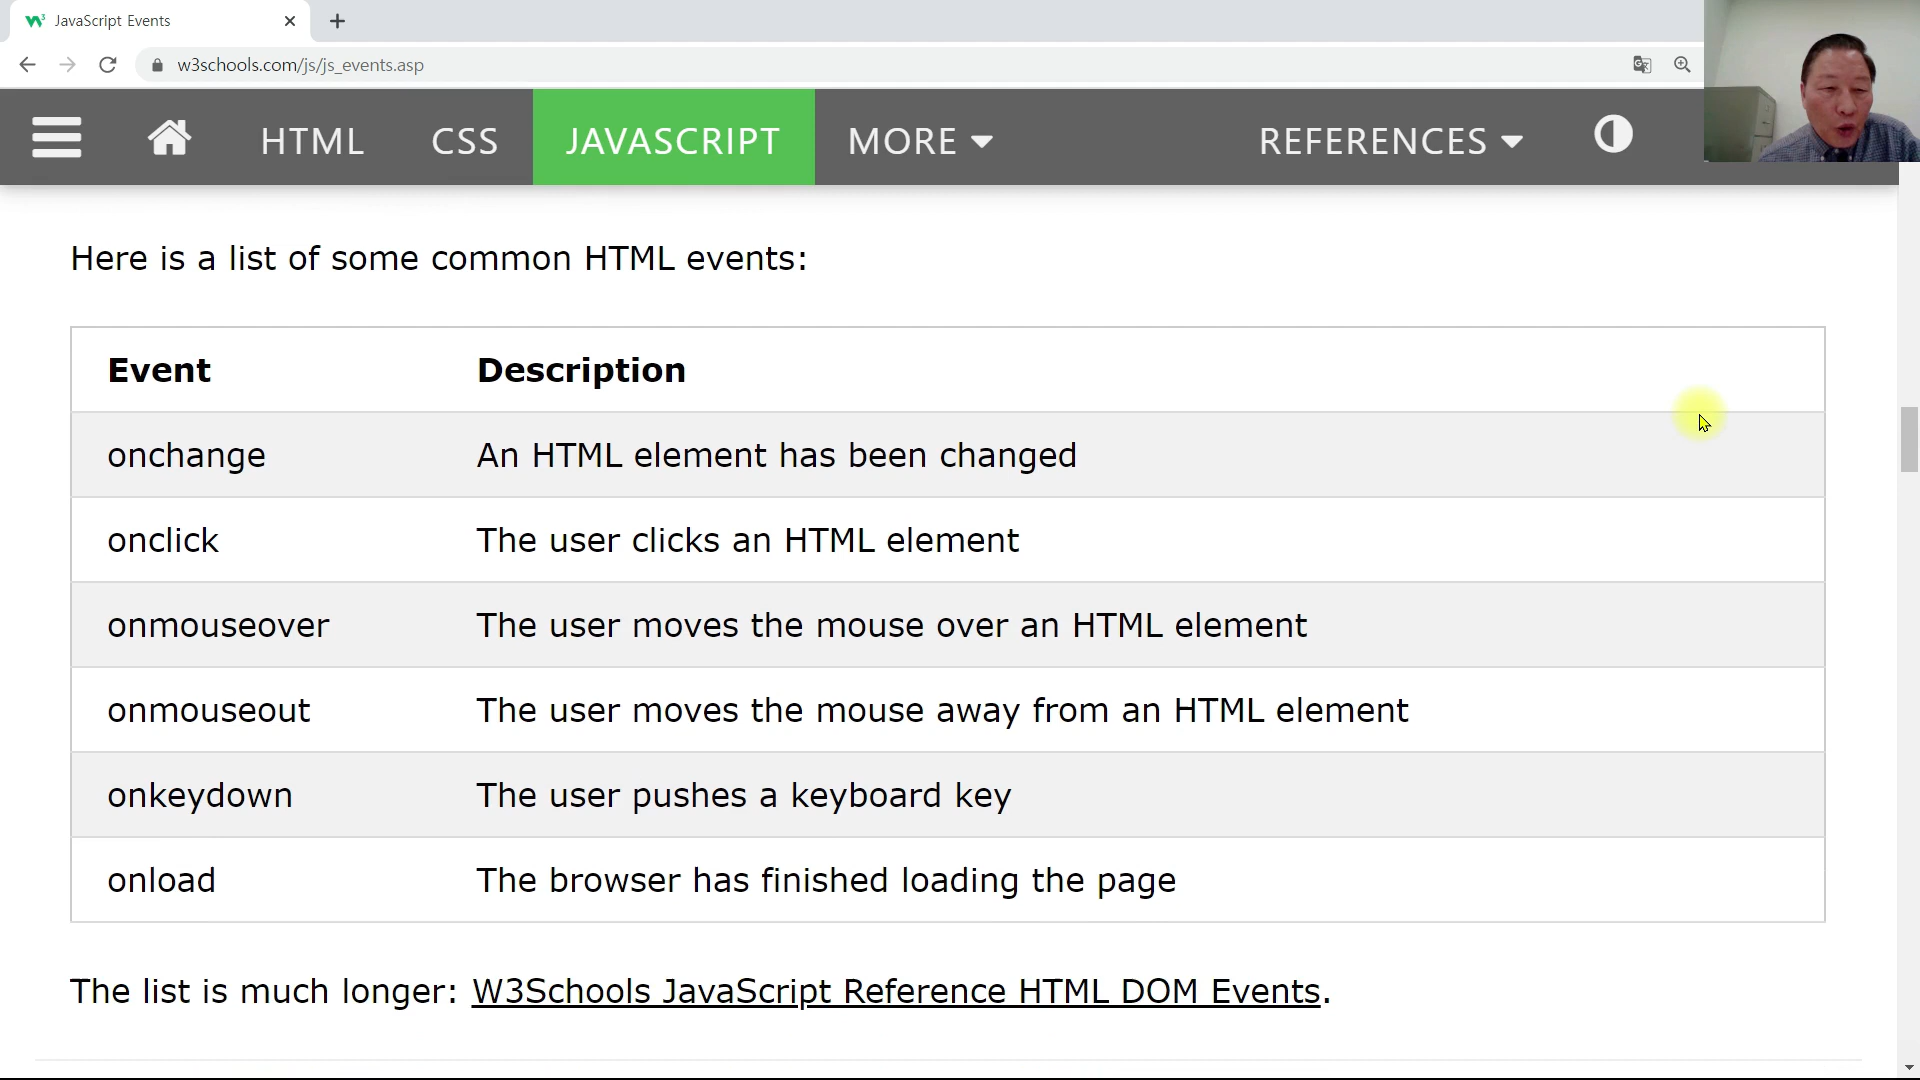 JavaScript Events
w3schools.com/js/js_events.asp
HTML CSS JAVASCRIPT MORE REFERENCES
Here is a list of some common HTML events:
Event Description
onchange An HTML element has been changed
onclick The user clicks an HTML element
onmouseover The user moves the mouse over an HTML element
onmouseout The user moves the mouse away from an HTML element
onkeydown The user pushes a keyboard key
onload The browser has finished loading the page
The list is much longer: W3Schools JavaScript Reference HTML DOM Events.